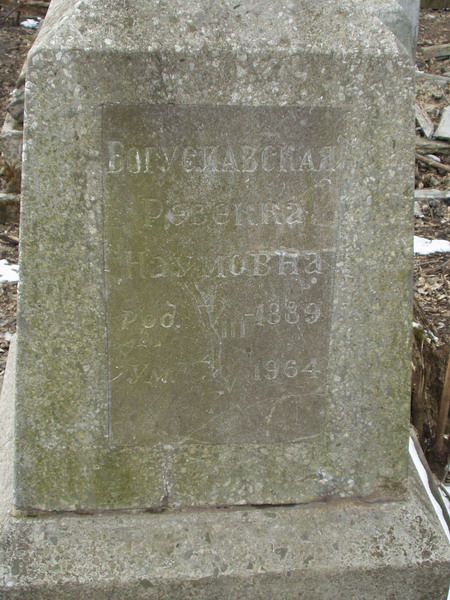 Богуславская
Ревекка
Наумовна
Род. VIII-1889
Ум 1964